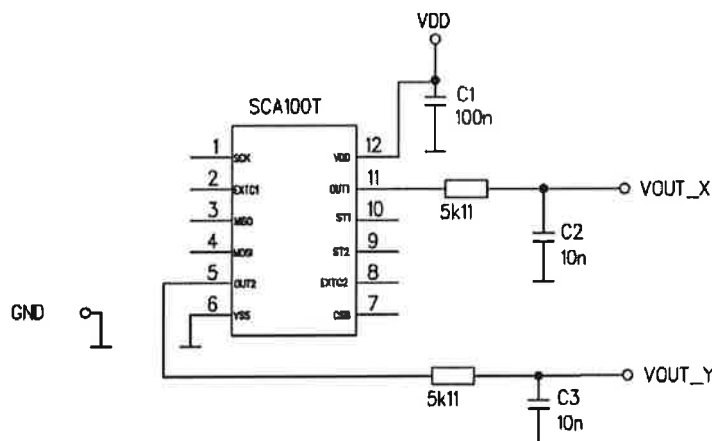 VDD
SCA100T
C1
100n
1 SCK VDD 12
2 EXTC1 OUT1 11
3 MISO ST1 10
4 MOSI ST2 9
5 OUT2 EXTC2 8
6 VSS CSB 7
5k11
VOUT_X
C2
10n
GND
5k11
VOUT_Y
C3
10n